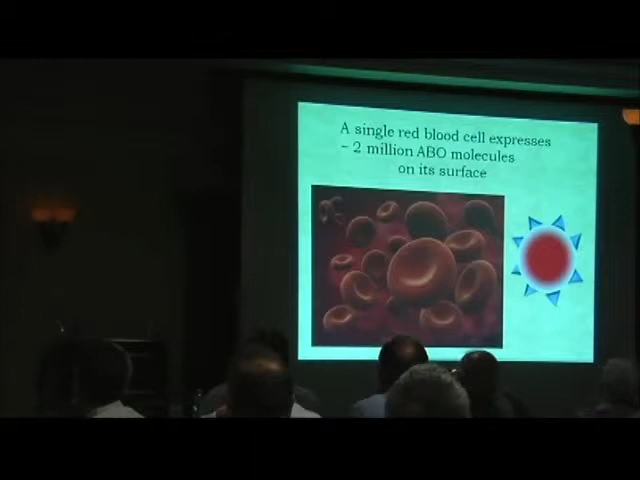 A single red blood cell expresses
~ 2 million ABO molecules
on its surface